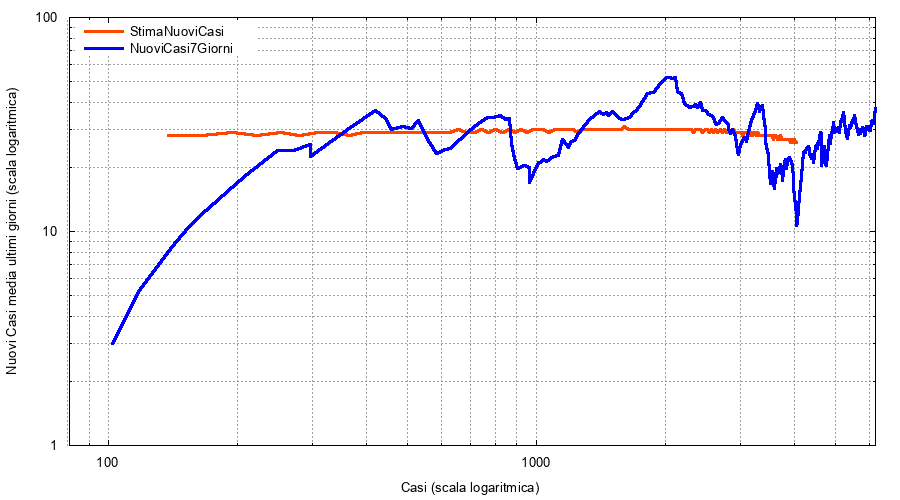 100
StimaNuoviCasi
NuoviCasi7Giorni
Nuovi Casi media ultimi giorni (scala logaritmica)
10
1
100
1000
Casi (scala logaritmica)